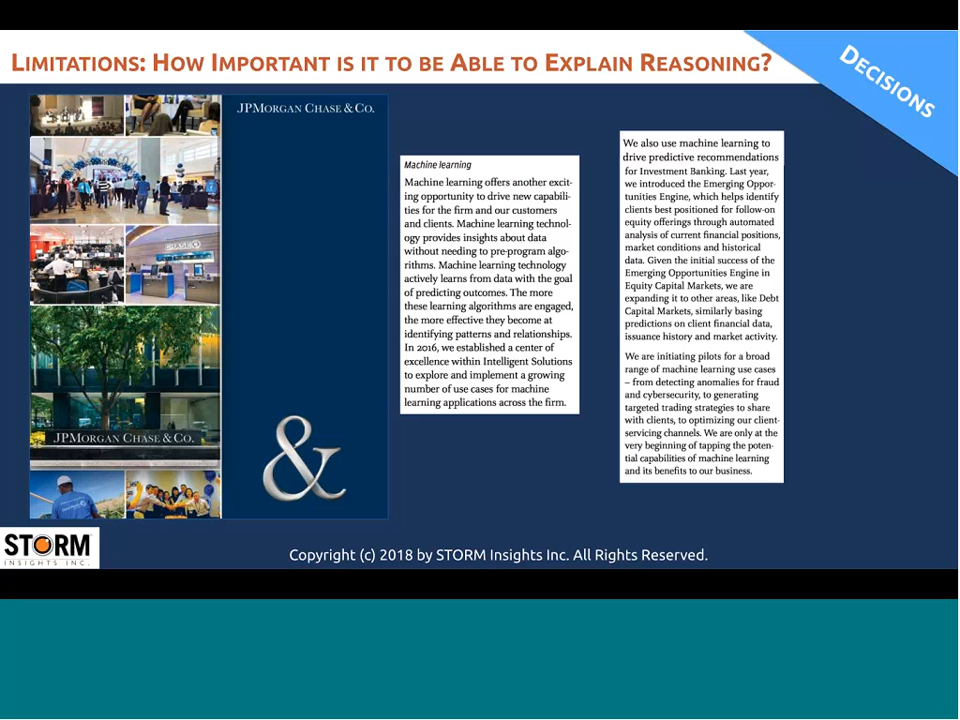 LIMITATIONS: HOW IMPORTANT IS IT TO BE ABLE TO EXPLAIN REASONING?
DECISIONS
JPMORGAN CHASE & CO.
CHASE
JPMORGAN CHASE & CO.
&
Machine learning
Machine learning offers another excit-
ing opportunity to drive new capabili-
ties for the firm and our customers
and clients. Machine learning technol-
ogy provides insights about data
without needing to pre-program algo-
rithms. Machine learning technology
actively learns from data with the goal
of predicting outcomes. The more
these learning algorithms are engaged,
the more effective they become at
identifying patterns and relationships.
In 2016, we established a center of
excellence within Intelligent Solutions
to explore and implement a growing
number of use cases for machine
learning applications across the firm.
We also use machine learning to
drive predictive recommendations
for Investment Banking. Last year,
we introduced the Emerging Oppor-
tunities Engine, which helps identify
clients best positioned for follow-on
equity offerings through automated
analysis of current financial positions,
market conditions and historical
data. Given the initial success of the
Emerging Opportunities Engine in
Equity Capital Markets, we are
expanding it to other areas, like Debt
Capital Markets, similarly basing
predictions on client financial data,
issuance history and market activity.
We are initiating pilots for a broad
range of machine learning use cases
– from detecting anomalies for fraud
and cybersecurity, to generating
targeted trading strategies to share
with clients, to optimizing our client-
servicing channels. We are only at the
very beginning of tapping the poten-
tial capabilities of machine learning
and its benefits to our business.
STORM
INSIGHTS INC.
Copyright (c) 2018 by STORM Insights Inc. All Rights Reserved.